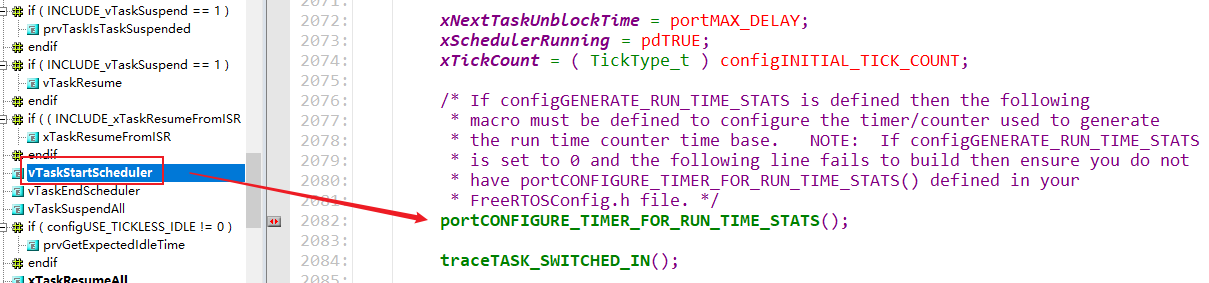 if ( INCLUDE_vTaskSuspend == 1 )
prvTaskIsTaskSuspended
endif
if ( INCLUDE_vTaskSuspend == 1 )
vTaskResume
endif
if ( ( INCLUDE_xTaskResumeFromISR
xTaskResumeFromISR
endif
vTaskStartScheduler
vTaskEndScheduler
vTaskSuspendAll
if ( configUSE_TICKLESS_IDLE != 0 )
prvGetExpectedIdleTime
endif
xTaskResumeAll
2071:
2072: xNextTaskUnblockTime = portMAX_DELAY;
2073: xSchedulerRunning = pdTRUE;
2074: xTickCount = ( TickType_t ) configINITIAL_TICK_COUNT;
2075:
2076: /* If configGENERATE_RUN_TIME_STATS is defined then the following
2077: * macro must be defined to configure the timer/counter used to generate
2078: * the run time counter time base. NOTE: If configGENERATE_RUN_TIME_STATS
2079: * is set to 0 and the following line fails to build then ensure you do not
2080: * have portCONFIGURE_TIMER_FOR_RUN_TIME_STATS() defined in your
2081: * FreeRTOSConfig.h file. */
2082: portCONFIGURE_TIMER_FOR_RUN_TIME_STATS();
2083:
2084: traceTASK_SWITCHED_IN();
2085: